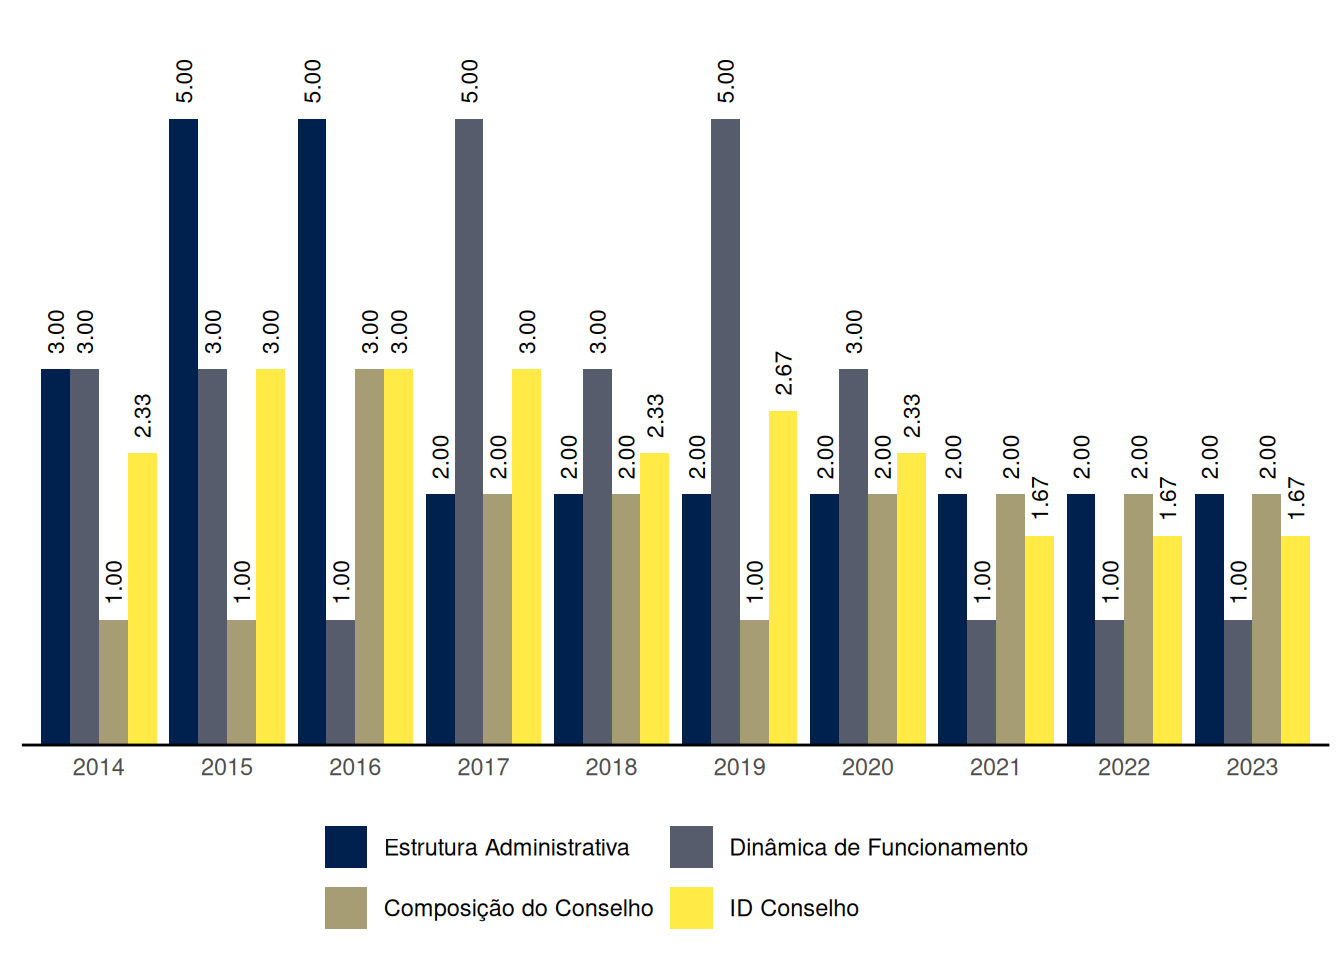 5.00 5.00 5.00 5.00
3.00 3.00 3.00 3.00 3.00 3.00 3.00 3.00 3.00
2.33 2.33 2.67 2.33
2.00 2.00 2.00 2.00 2.00 2.00 2.00 2.00 2.00 2.00 2.00 2.00 2.00
1.67 1.67 1.67
1.00 1.00 1.00 1.00 1.00 1.00 1.00
2014 2015 2016 2017 2018 2019 2020 2021 2022 2023
Estrutura Administrativa Dinâmica de Funcionamento
Composição do Conselho ID Conselho